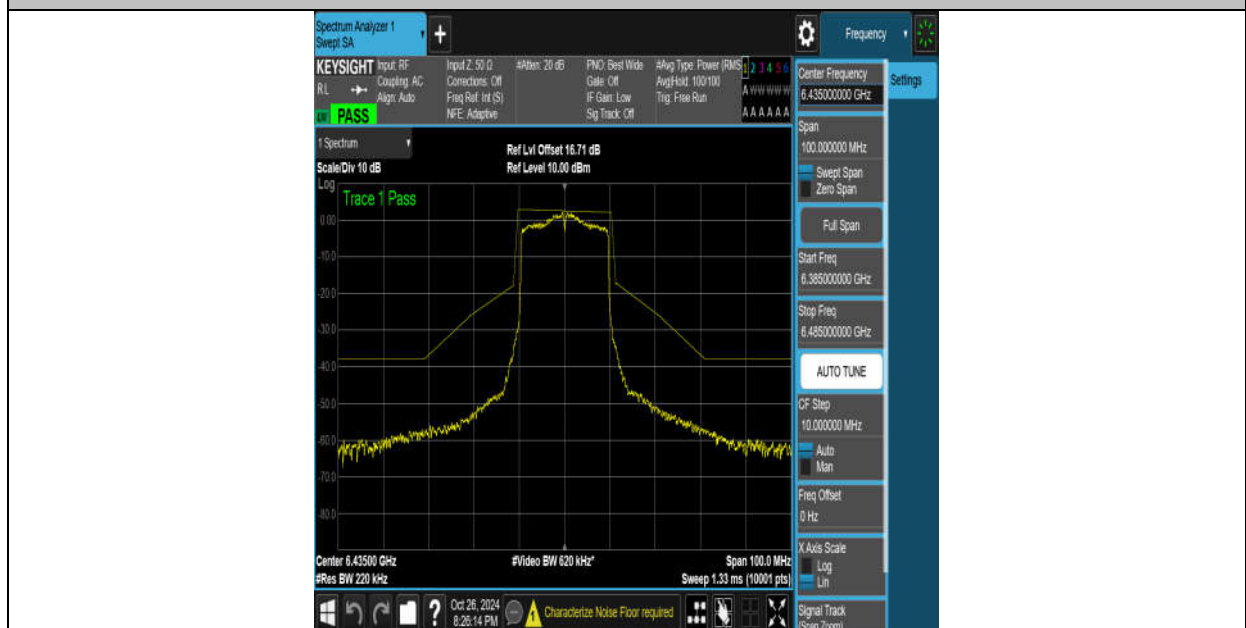 Spectrum Analyzer 1
Swept SA
+
Frequency
KEYSIGHT
RL
PASS
Input: RF
Coupling: AC
Align: Auto
Input Z: 50 Ω
Corrections: Off
Freq Ref: Int (S)
NFE: Adaptive
#Atten: 20 dB
PNO: Best Wide
Gate: Off
IF Gain: Low
Sig Track: Off
#Avg Type: Power (RMS
Avg|Hold: 100/100
Trig: Free Run
1 2 3 4 5 6
A W W W W W
A A A A A A
1 Spectrum
Scale/Div 10 dB
Ref Lvl Offset 16.71 dB
Ref Level 10.00 dBm
Log
Trace 1 Pass
0.00
-10.0
-20.0
-30.0
-40.0
-50.0
-60.0
-70.0
-80.0
Center 6.43500 GHz
#Res BW 220 kHz
#Video BW 620 kHz*
Span 100.0 MHz
Sweep 1.33 ms (10001 pts)
?
Oct 26, 2024
8:26:14 PM
Characterize Noise Floor required
Center Frequency
6.435000000 GHz
Settings
Span
100.000000 MHz
Swept Span
Zero Span
Full Span
Start Freq
6.385000000 GHz
Stop Freq
6.485000000 GHz
AUTO TUNE
CF Step
10.000000 MHz
Auto
Man
Freq Offset
0 Hz
X Axis Scale
Log
Lin
Signal Track
(Span Zoom)